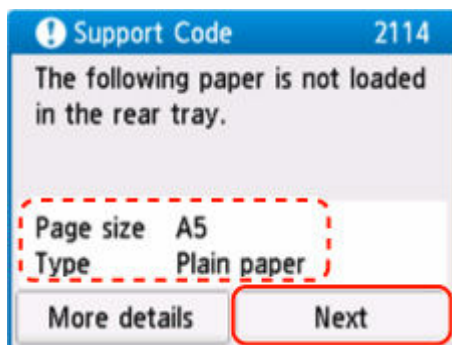 Support Code 2114
The following paper is not loaded
in the rear tray.
Page size A5
Type Plain paper
More details Next